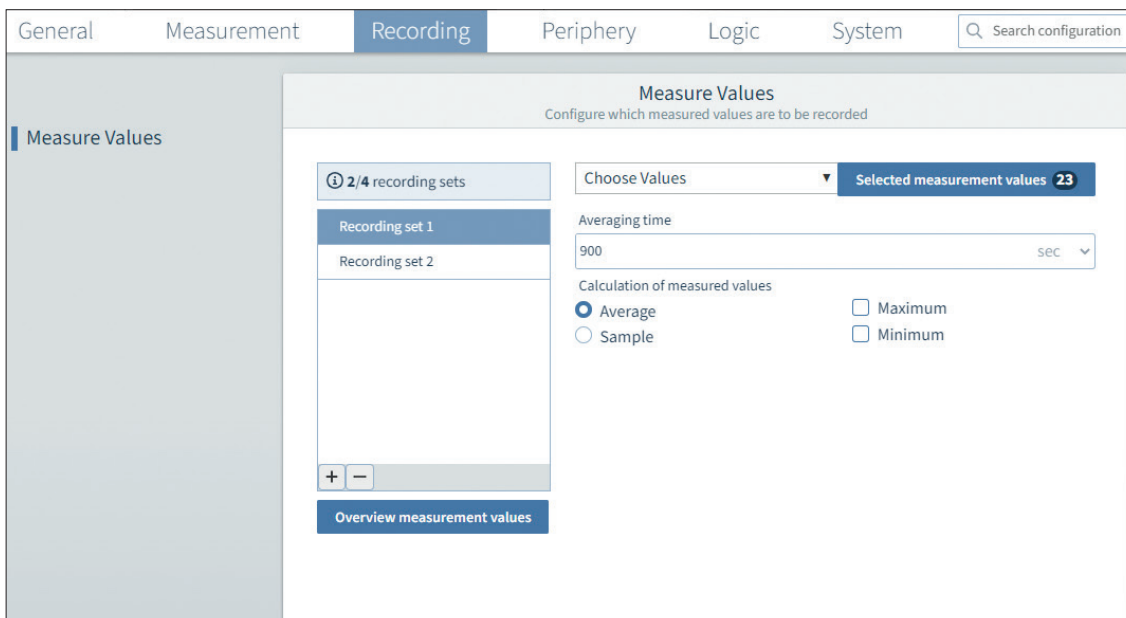 General Measurement Recording Periphery Logic System Search configuration
Measure Values
Configure which measured values are to be recorded
Measure Values
2/4 recording sets
Recording set 1
Recording set 2
+ −
Overview measurement values
Choose Values
Selected measurement values 23
Averaging time
900 sec
Calculation of measured values
Average Maximum
Sample Minimum